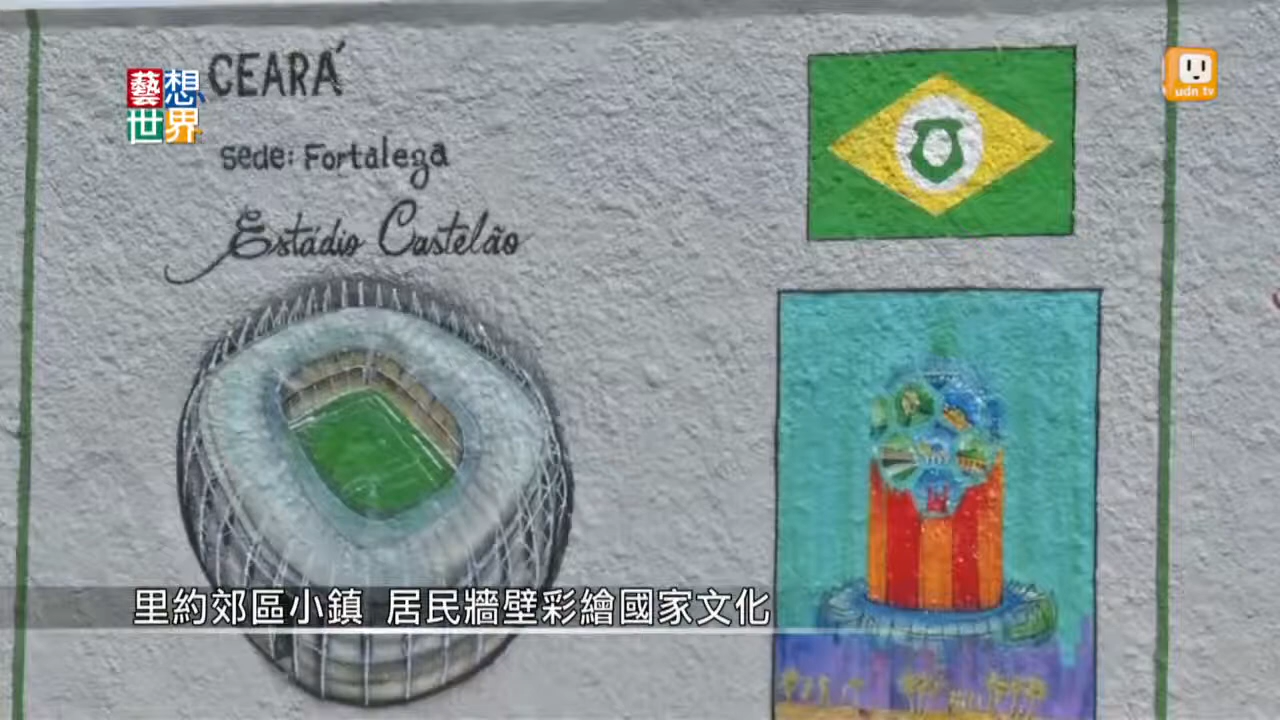 CEARÁ
藝想
世界
sede: Fortalega
Estádio Castelão
udn tv
里約郊區小鎮 居民牆壁彩繪國家文化